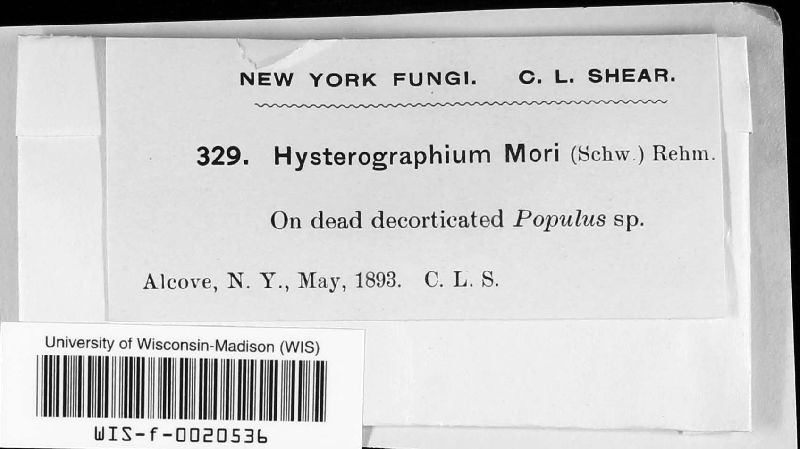 NEW YORK FUNGI. C. L. SHEAR.
329. Hysterographium Mori (Schw.) Rehm.
On dead decorticated Populus sp.
Alcove, N. Y., May, 1893. C. L. S.
University of Wisconsin-Madison (WIS)
WIS-f-0020536